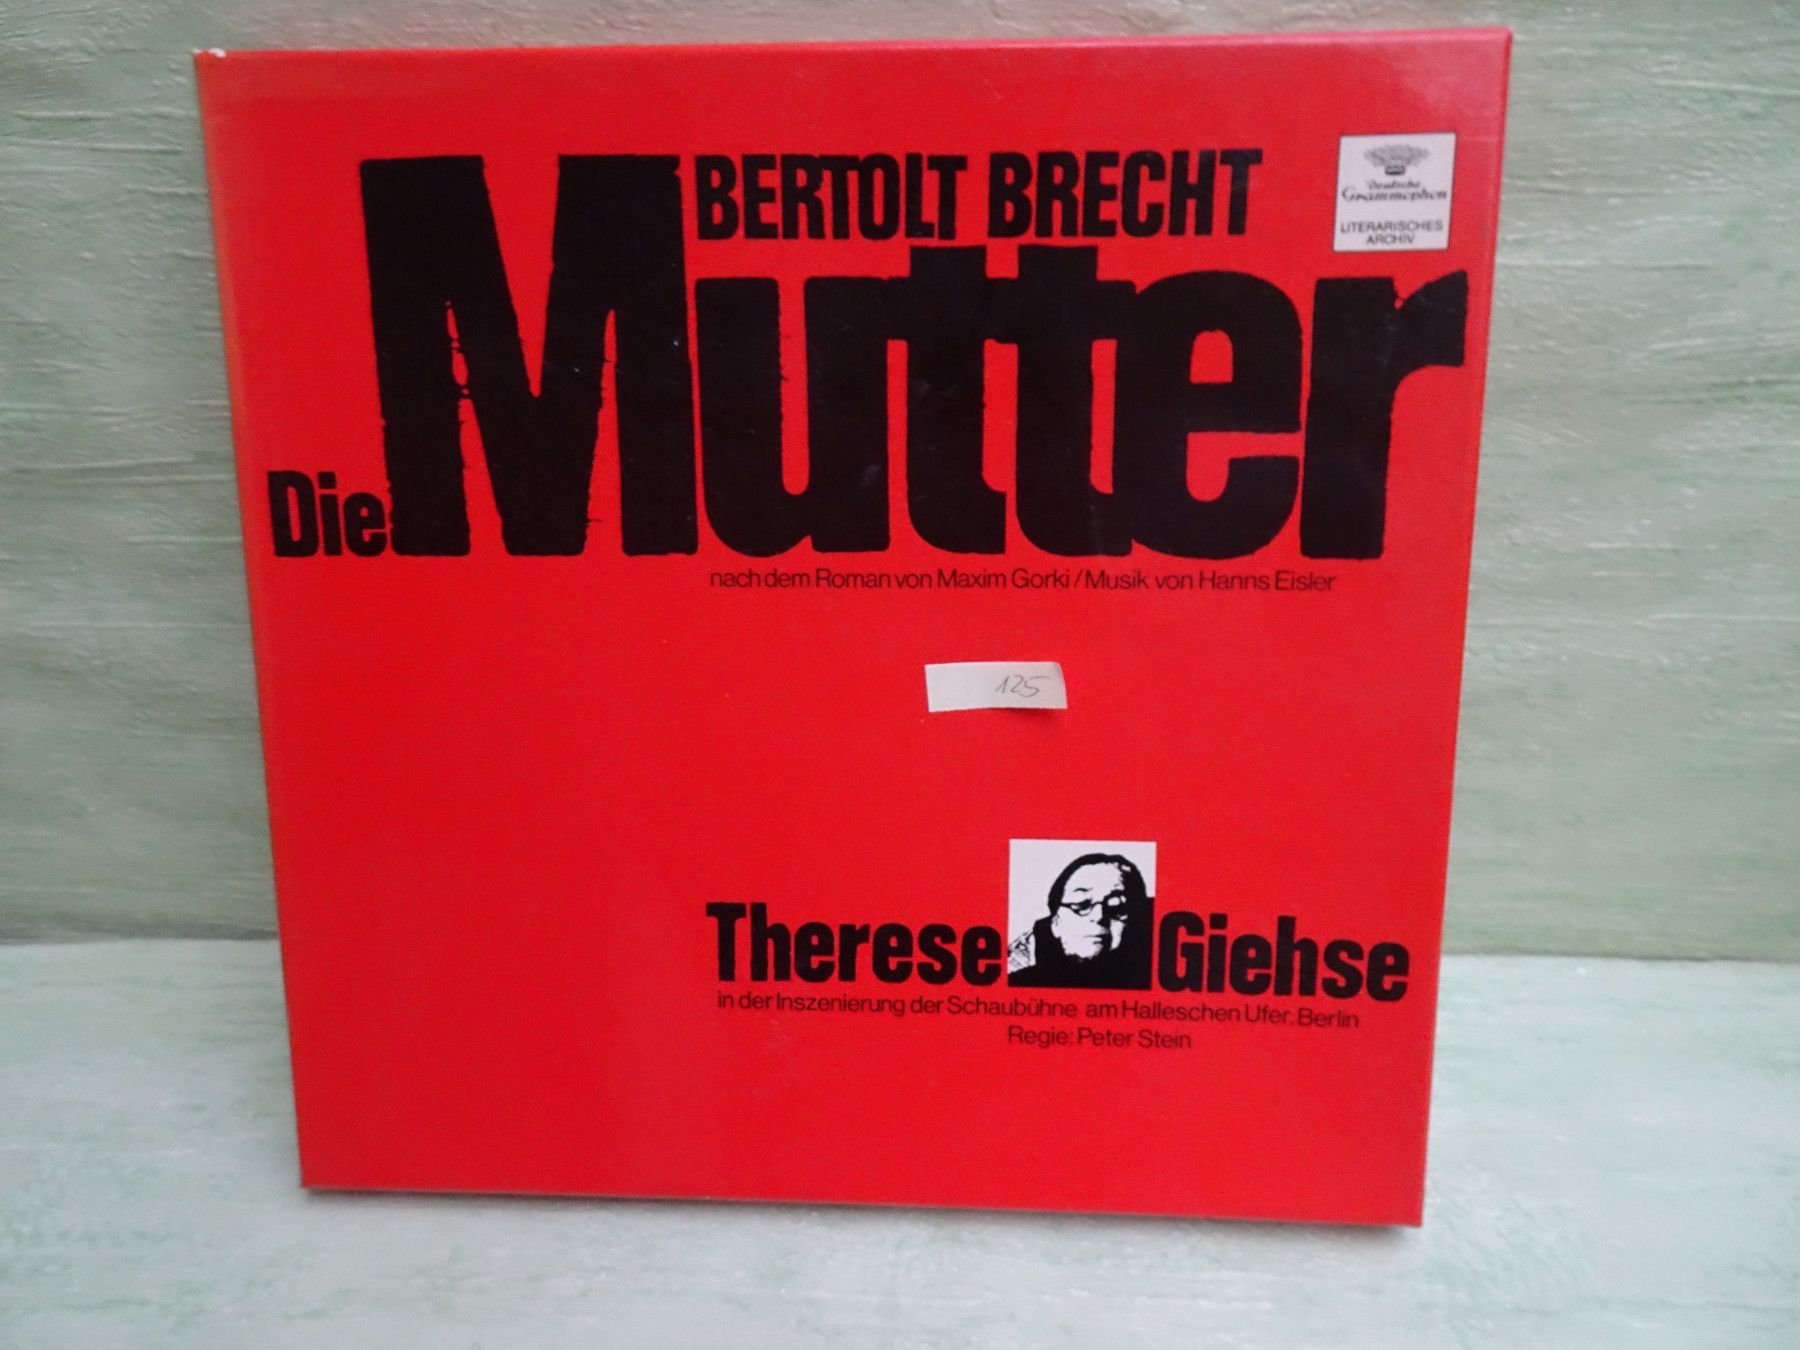 BERTOLT BRECHT
Deutsche
Grammophon
LITERARISCHES
ARCHIV
Die Mutter
nach dem Roman von Maxim Gorki / Musik von Hanns Eisler
125
Therese Giehse
in der Inszenierung der Schaubühne am Halleschen Ufer, Berlin
Regie: Peter Stein